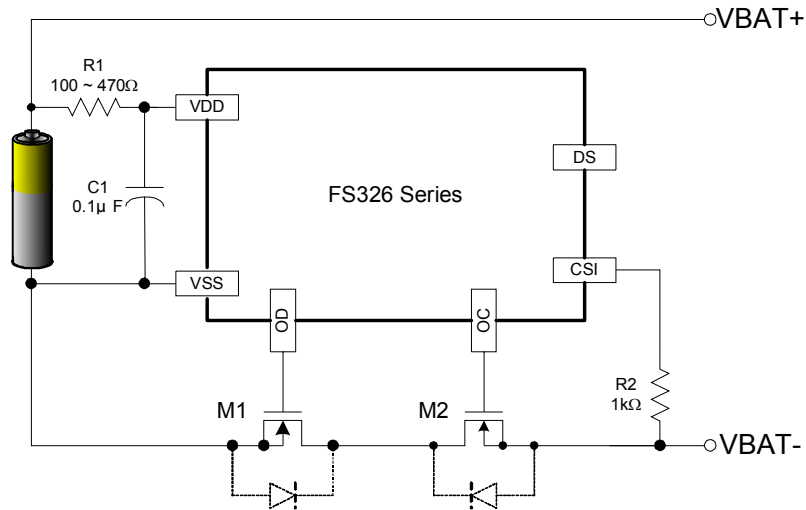 VBAT+
R1
100 ~ 470Ω
VDD
DS
C1
0.1μ F
FS326 Series
CSI
VSS
OD
OC
R2
1kΩ
M1
M2
VBAT-